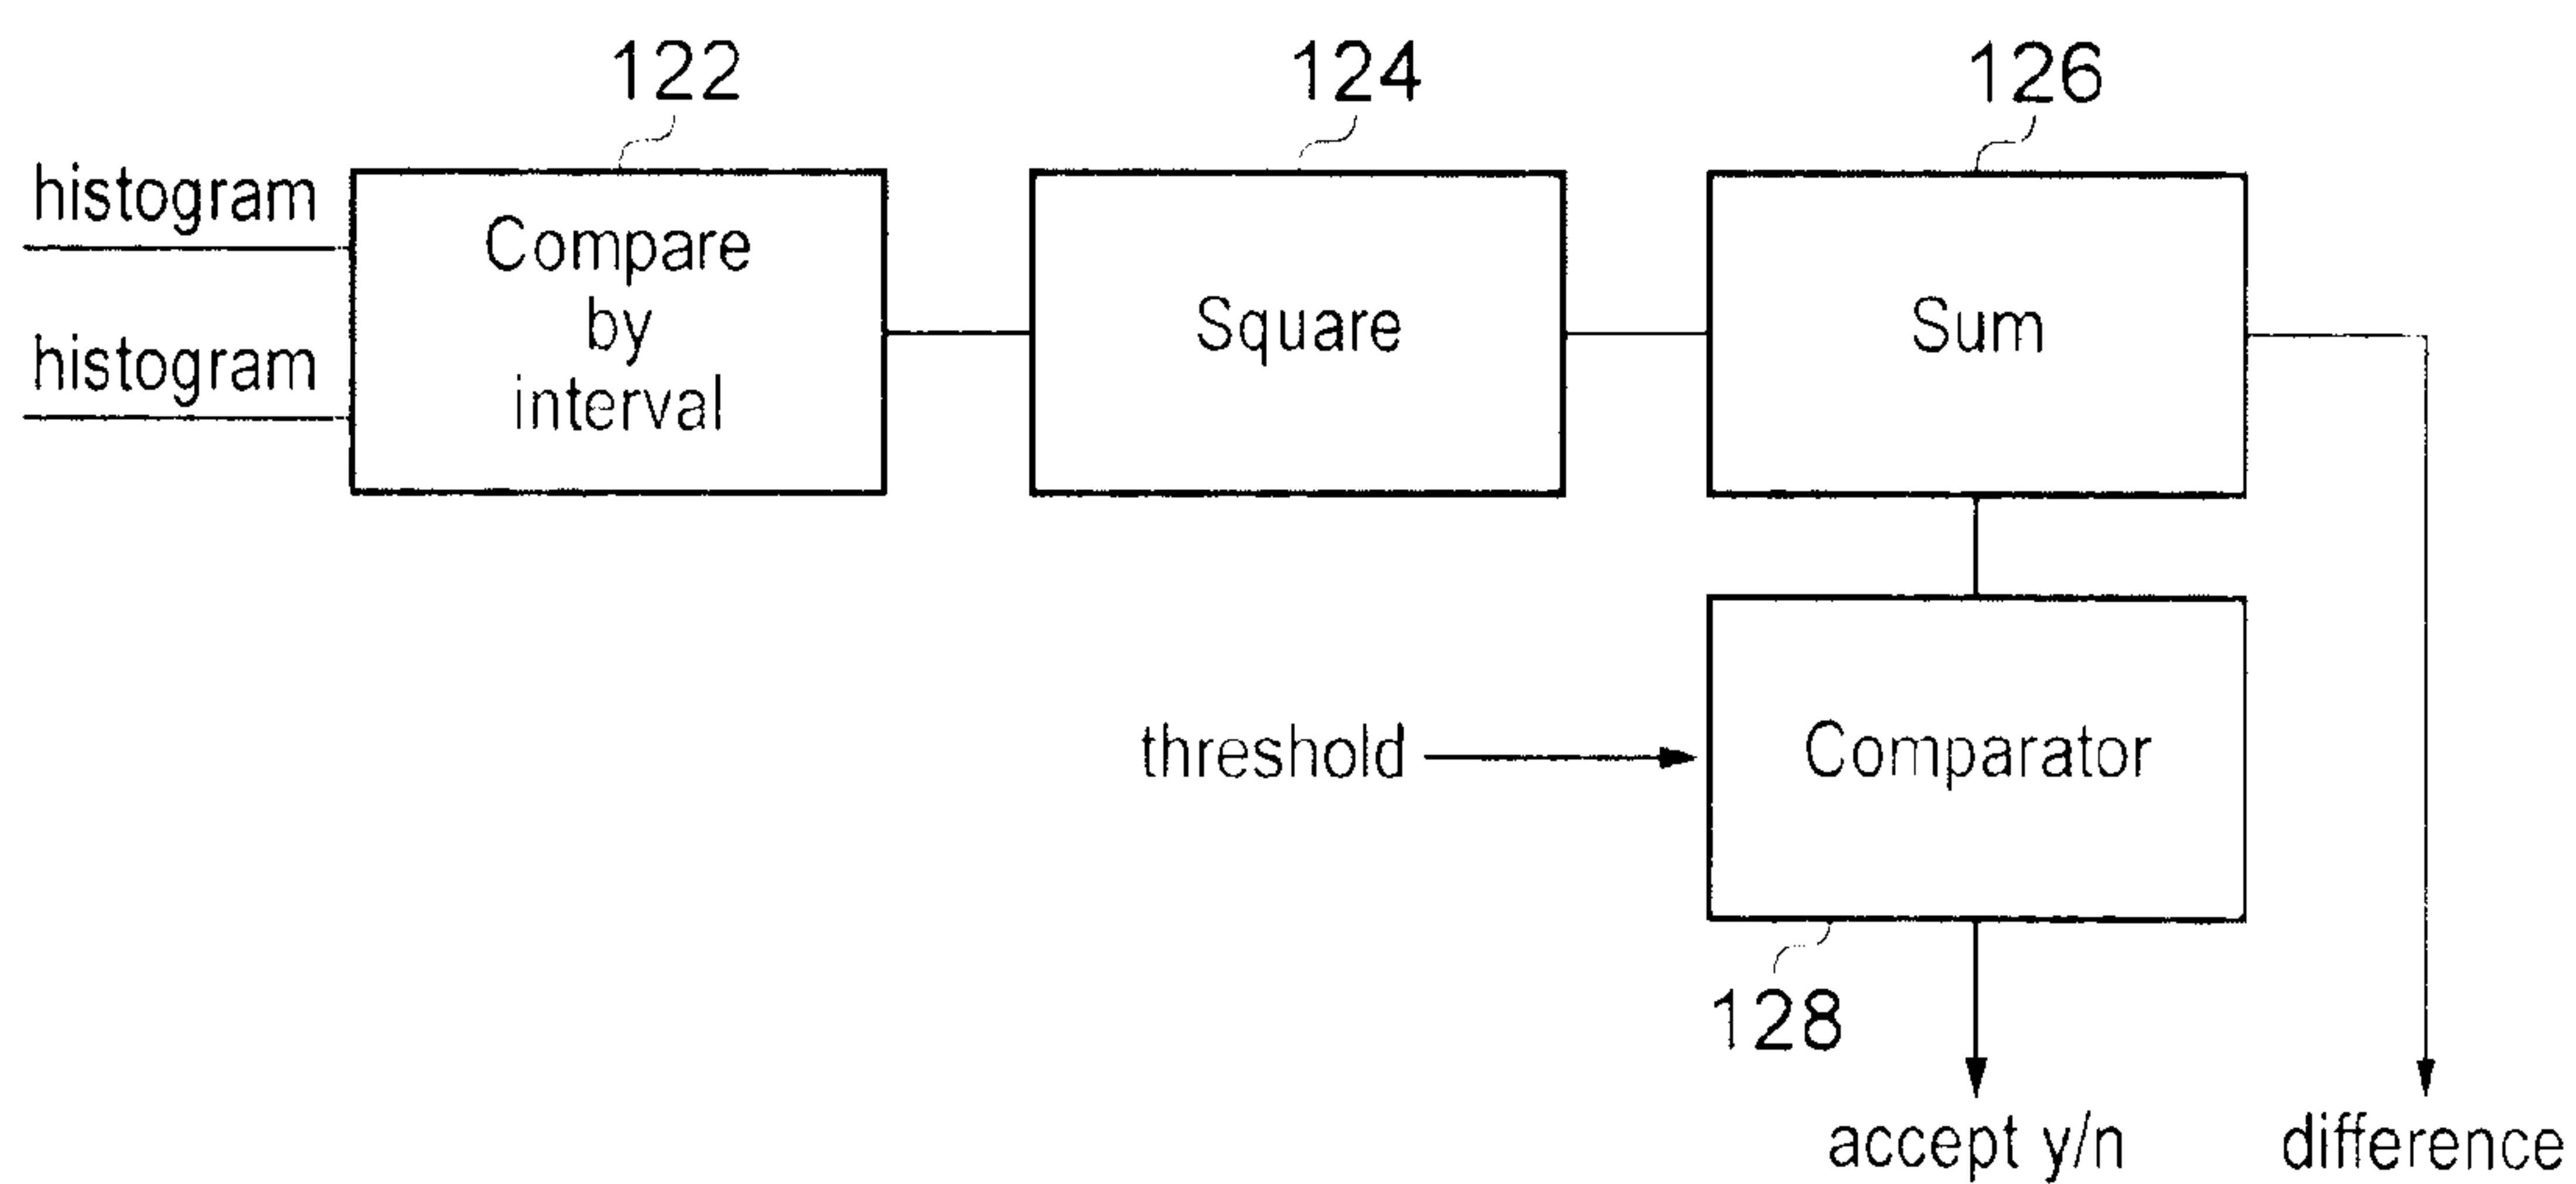 122
124
126
histogram
histogram
Compare
by
interval
Square
Sum
threshold
Comparator
128
accept y/n
difference